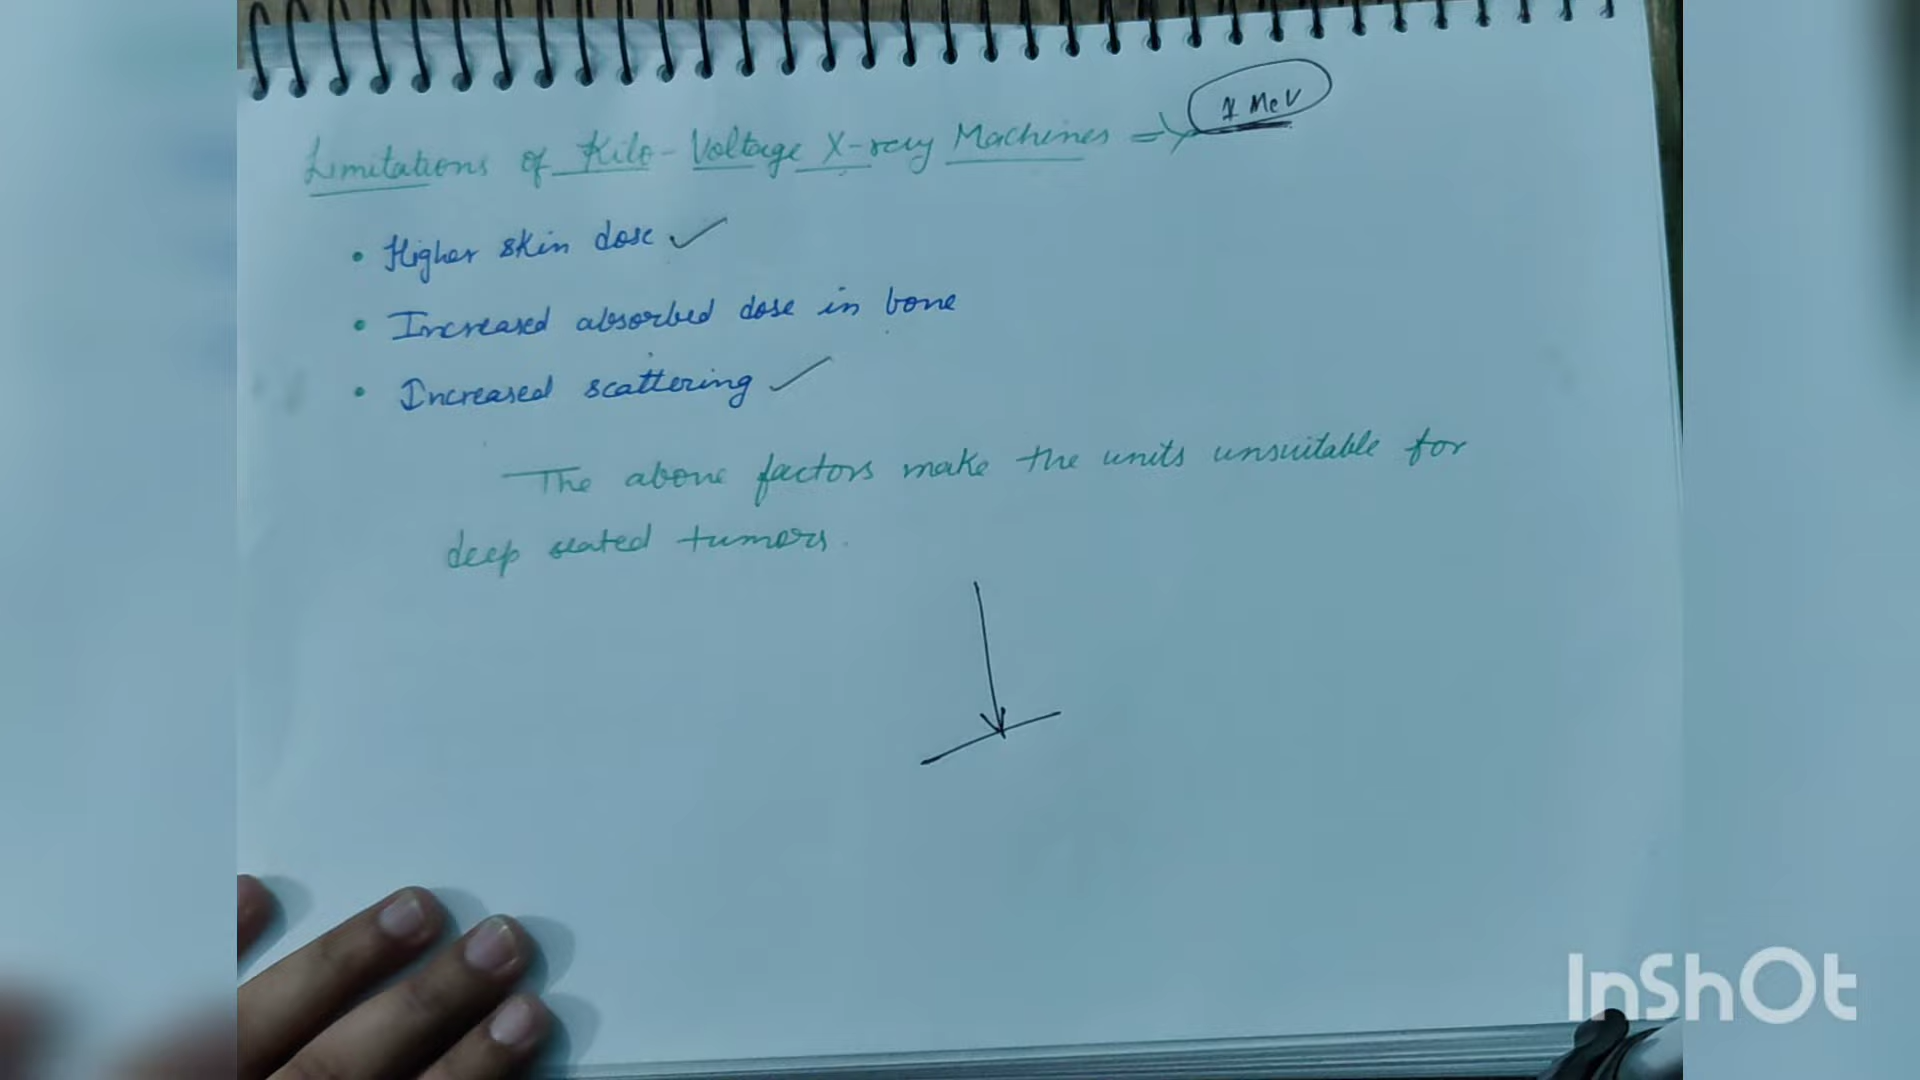 Limitations of Kilo-Voltage X-ray Machines ⇒ 1 MeV
• Higher skin dose ✓
• Increased absorbed dose in bone
• Increased scattering ✓
The above factors make the units unsuitable for
deep seated tumors.
InShOt